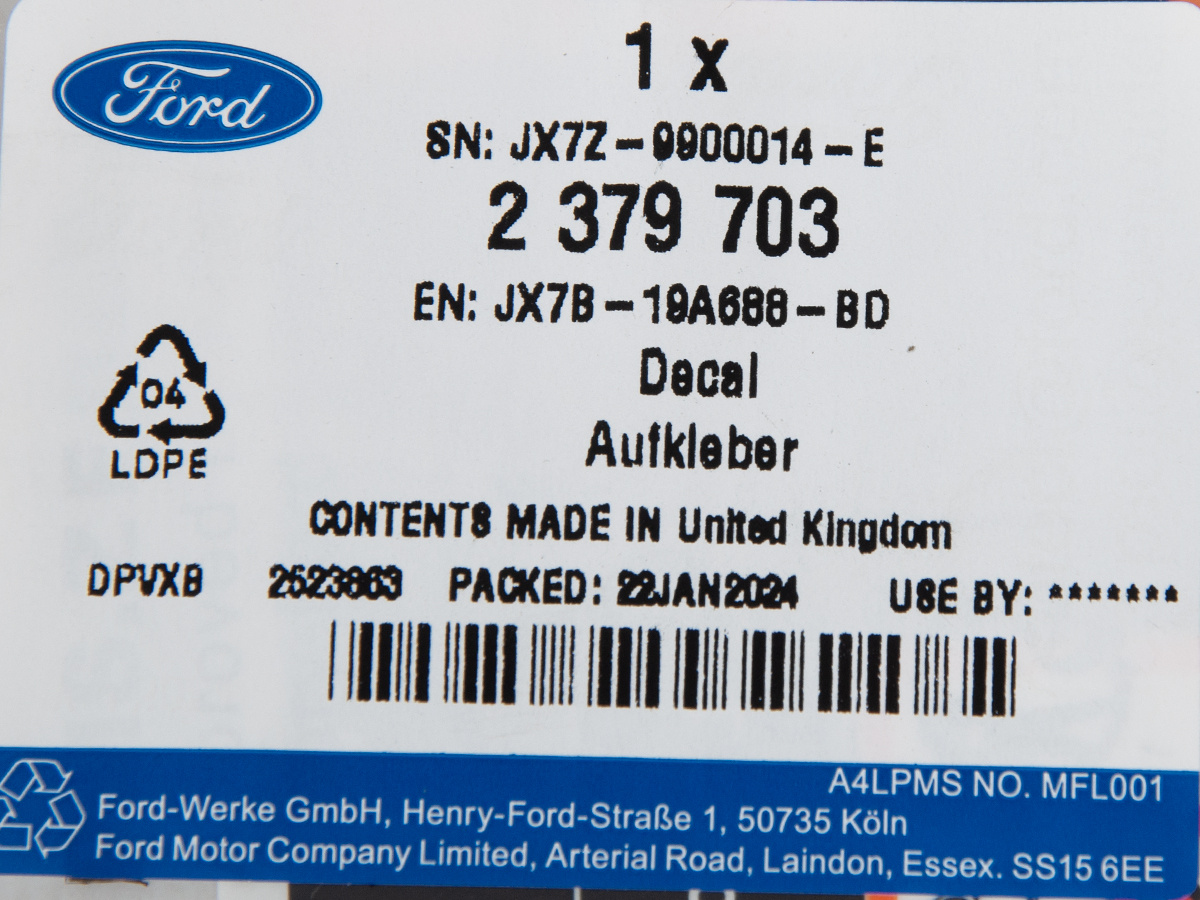 Ford
1 x
SN: JX7Z-9900014-E
2 379 703
EN: JX7B-19A688-BD
Decal
Aufkleber
04
LDPE
CONTENTS MADE IN United Kingdom
DPVXB 2523863 PACKED: 22JAN2024 USE BY: *******
A4LPMS NO. MFL001
Ford-Werke GmbH, Henry-Ford-Straße 1, 50735 Köln
Ford Motor Company Limited, Arterial Road, Laindon, Essex. SS15 6EE